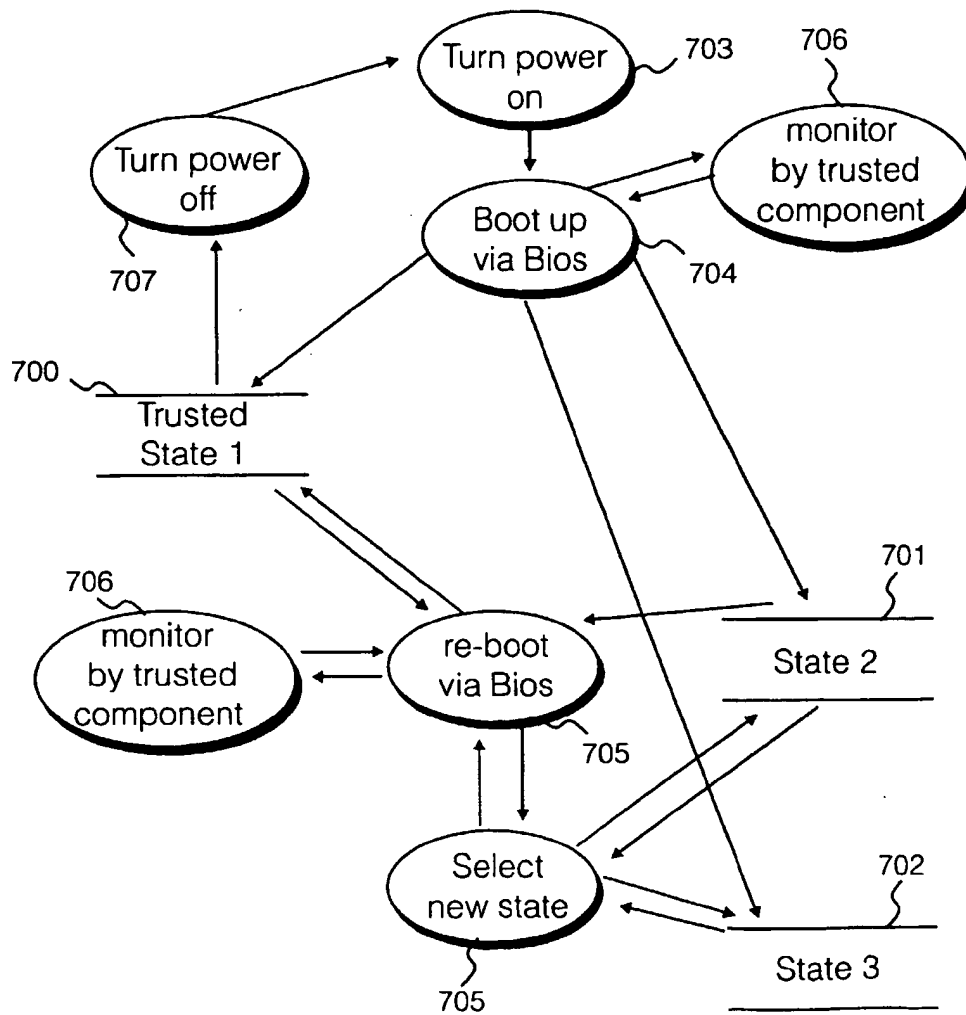 Turn power
on
703
706
monitor
by trusted
component
Turn power
off
707
Boot up
via Bios
704
700
Trusted
State 1
706
monitor
by trusted
component
re-boot
via Bios
705
701
State 2
Select
new state
705
702
State 3